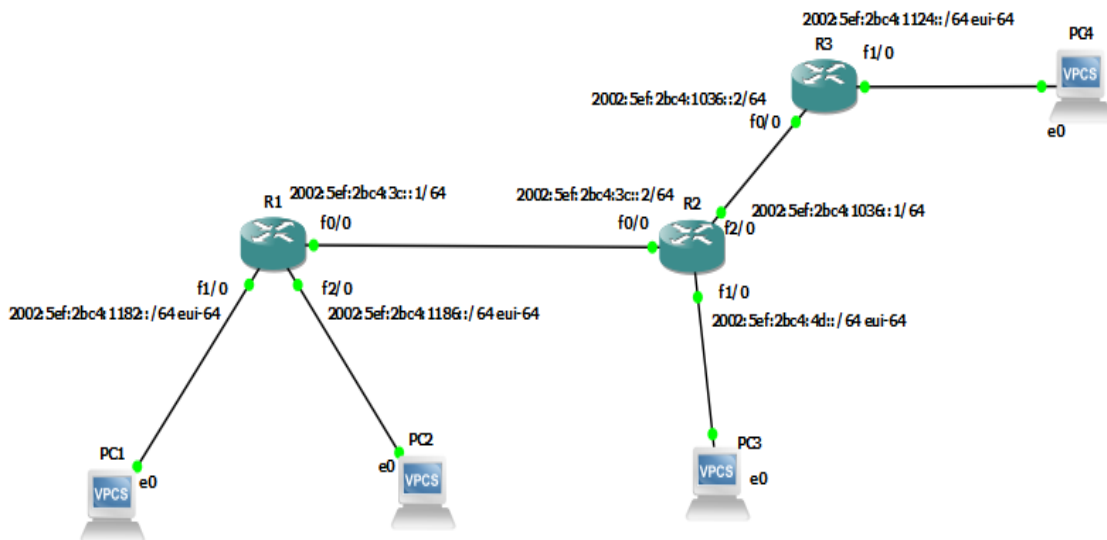 2002:5ef:2bc4:1124::/64 eui-64
R3
f1/0
PC4
VPCS
e0
2002:5ef:2bc4:1036::2/64
f0/0
2002:5ef:2bc4:3c::1/64
R1
f0/0
2002:5ef:2bc4:3c::2/64
R2
f0/0
2002:5ef:2bc4:1036::1/64
f2/0
f1/0
f2/0
f1/0
2002:5ef:2bc4:1182::/64 eui-64
2002:5ef:2bc4:1186::/64 eui-64
2002:5ef:2bc4:4d::/64 eui-64
PC1
e0
VPCS
PC2
e0
VPCS
PC3
e0
VPCS